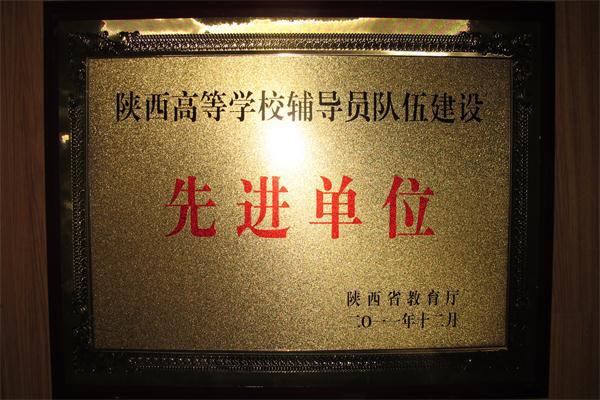 陕西高等学校辅导员队伍建设
先进单位
陕西省教育厅
二〇一一年十二月